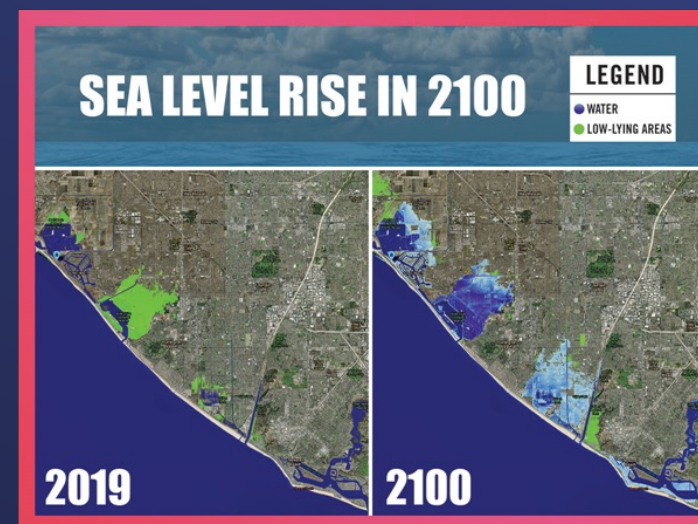 SEA LEVEL RISE IN 2100
LEGEND
WATER
LOW-LYING AREAS
2019
2100